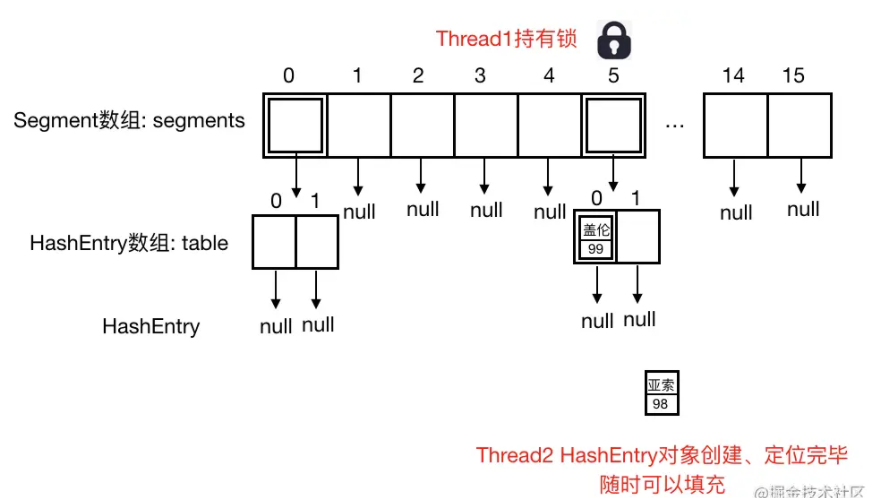 Thread1持有锁
0 1 2 3 4 5 14 15
Segment数组: segments ...
null null null null null null null
0 1 0 1
HashEntry数组: table
盖伦
99
HashEntry null null null null
亚索
98
Thread2 HashEntry对象创建、定位完毕
随时可以填充
@掘金技术社区